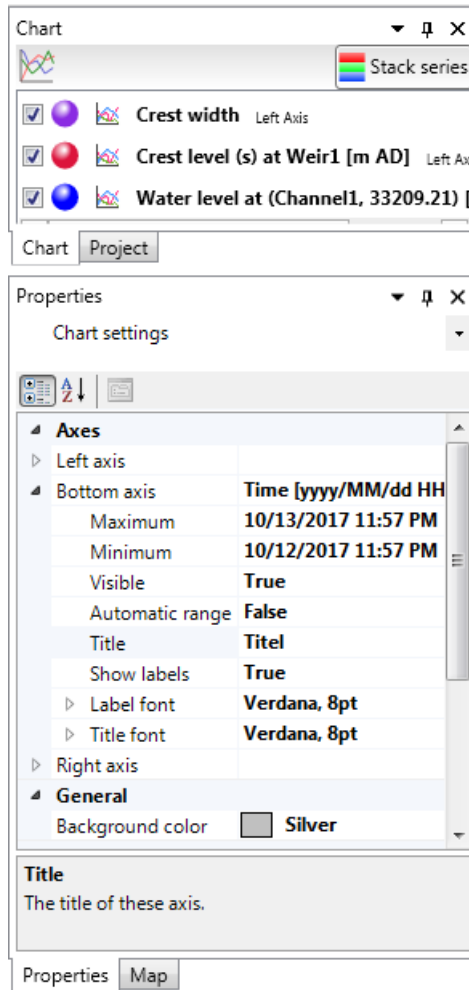 Chart
Stack series
Crest width Left Axis
Crest level (s) at Weir1 [m AD] Left Ax
Water level at (Channel1, 33209.21) [
Chart Project
Properties
Chart settings
A
Z
Axes
Left axis
Bottom axis Time [yyyy/MM/dd HH
Maximum 10/13/2017 11:57 PM
Minimum 10/12/2017 11:57 PM
Visible True
Automatic range False
Title Titel
Show labels True
Label font Verdana, 8pt
Title font Verdana, 8pt
Right axis
General
Background color Silver
Title
The title of these axis.
Properties Map